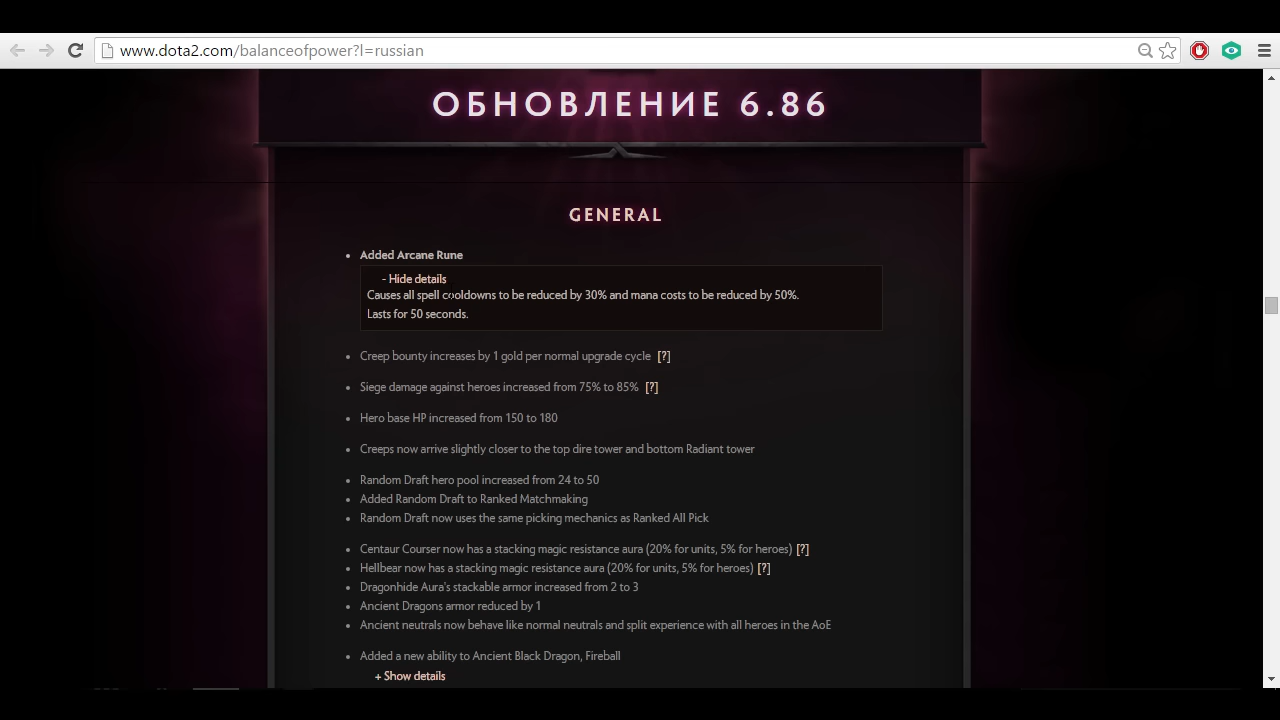 www.dota2.com/balanceofpower?l=russian
ОБНОВЛЕНИЕ 6.86
GENERAL
• Added Arcane Rune
- Hide details
Causes all spell cooldowns to be reduced by 30% and mana costs to be reduced by 50%.
Lasts for 50 seconds.
• Creep bounty increases by 1 gold per normal upgrade cycle [?]
• Siege damage against heroes increased from 75% to 85% [?]
• Hero base HP increased from 150 to 180
• Creeps now arrive slightly closer to the top dire tower and bottom Radiant tower
• Random Draft hero pool increased from 24 to 50
• Added Random Draft to Ranked Matchmaking
• Random Draft now uses the same picking mechanics as Ranked All Pick
• Centaur Courser now has a stacking magic resistance aura (20% for units, 5% for heroes) [?]
• Hellbear now has a stacking magic resistance aura (20% for units, 5% for heroes) [?]
• Dragonhide Aura's stackable armor increased from 2 to 3
• Ancient Dragons armor reduced by 1
• Ancient neutrals now behave like normal neutrals and split experience with all heroes in the AoE
• Added a new ability to Ancient Black Dragon, Fireball
+ Show details